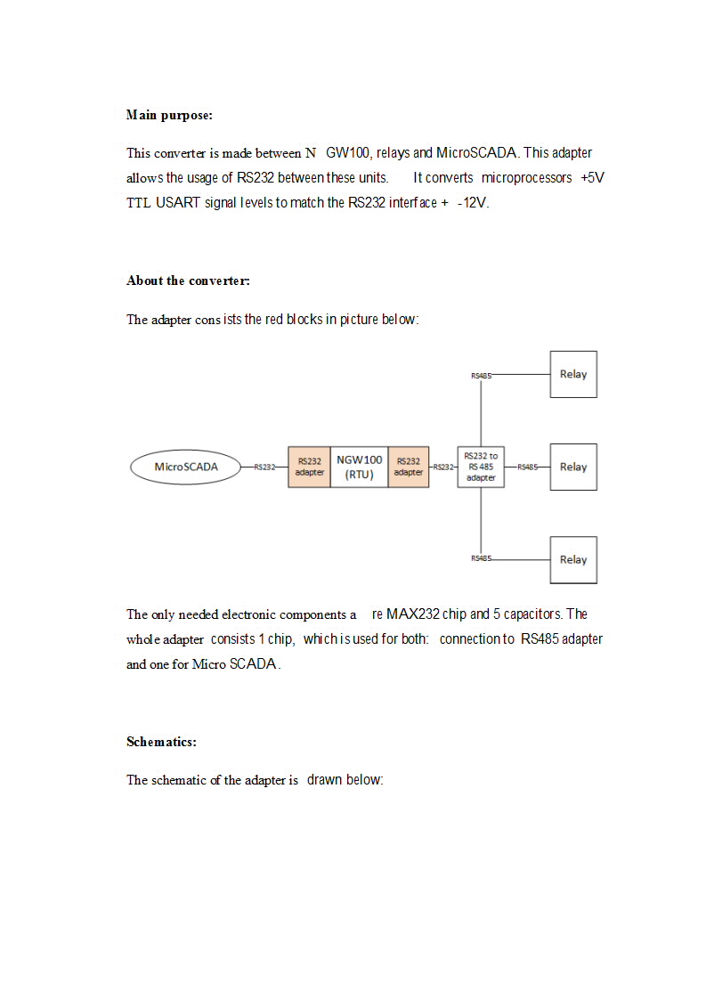 Main purpose:
This converter is made between N GW100, relays and MicroSCADA. This adapter
allows the usage of RS232 between these units. It converts microprocessors +5V
TTL USART signal levels to match the RS232 interface + -12V.
About the converter:
The adapter cons ists the red blocks in picture below:
RS485
Relay
MicroSCADA
RS232
RS232
adapter
NGW100
(RTU)
RS232
adapter
RS232
RS232 to
RS 485
adapter
RS485
Relay
RS485
Relay
The only needed electronic components a re MAX232 chip and 5 capacitors. The
whole adapter consists 1 chip, which is used for both: connection to RS485 adapter
and one for Micro SCADA.
Schematics:
The schematic of the adapter is drawn below: